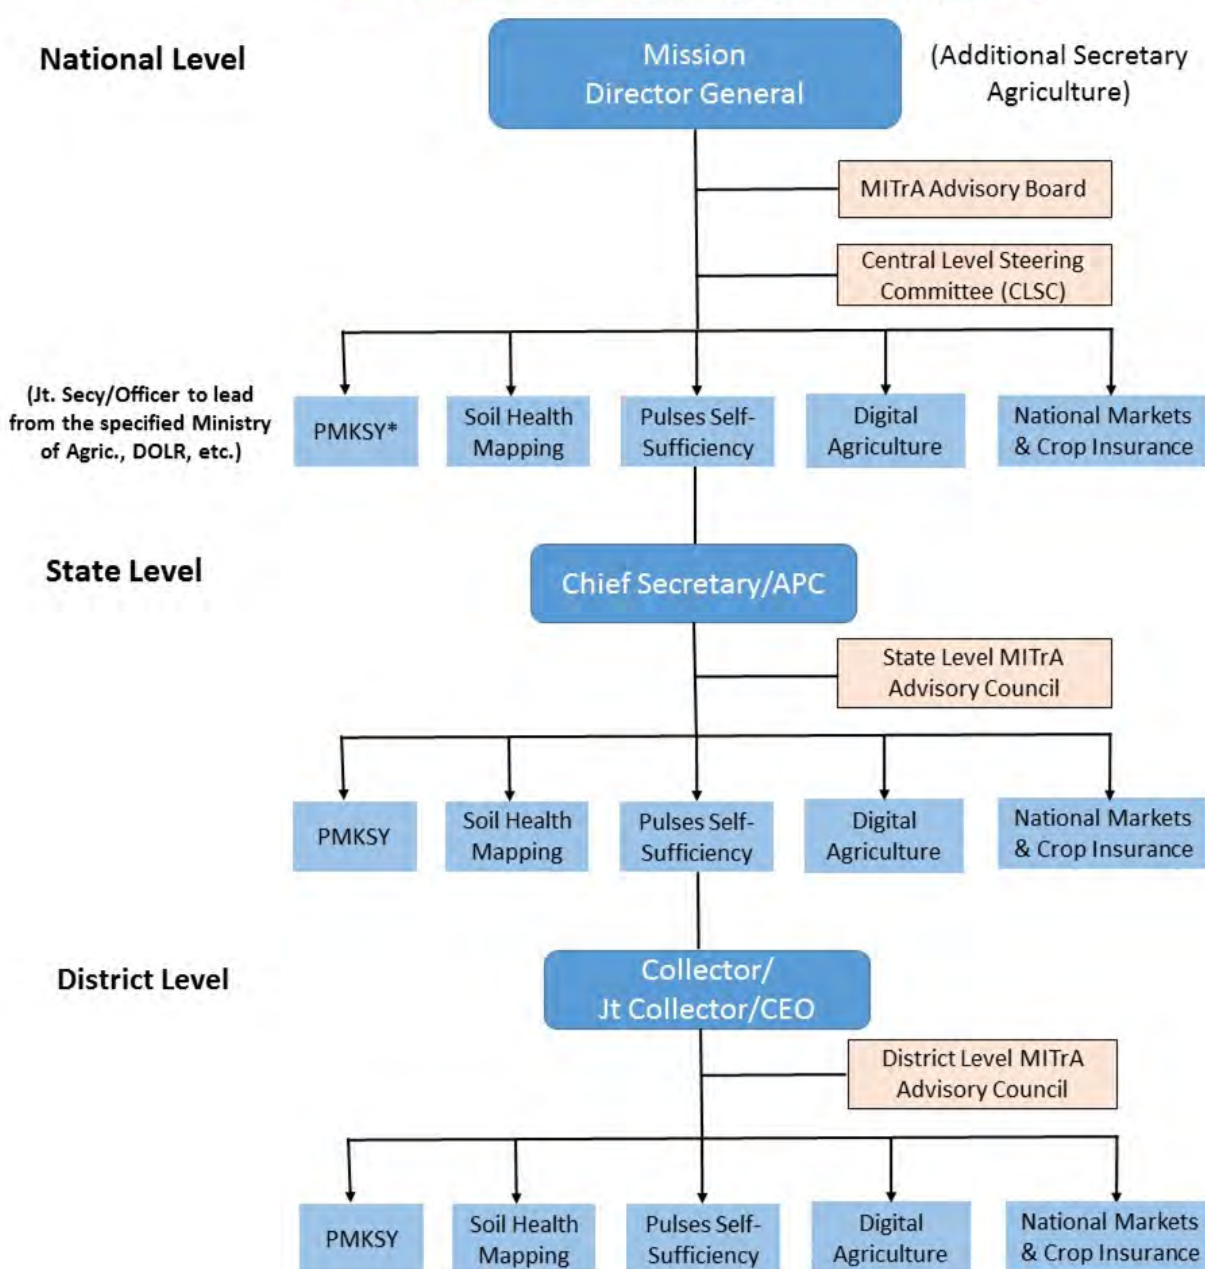 National Level
Mission
Director General
(Additional Secretary
Agriculture)
MITrA Advisory Board
Central Level Steering
Committee (CLSC)
(Jt. Secy/Officer to lead
from the specified Ministry
of Agric., DOLR, etc.)
PMKSY*
Soil Health
Mapping
Pulses Self-
Sufficiency
Digital
Agriculture
National Markets
& Crop Insurance
State Level
Chief Secretary/APC
State Level MITrA
Advisory Council
PMKSY
Soil Health
Mapping
Pulses Self-
Sufficiency
Digital
Agriculture
National Markets
& Crop Insurance
District Level
Collector/
Jt Collector/CEO
District Level MITrA
Advisory Council
PMKSY
Soil Health
Mapping
Pulses Self-
Sufficiency
Digital
Agriculture
National Markets
& Crop Insurance